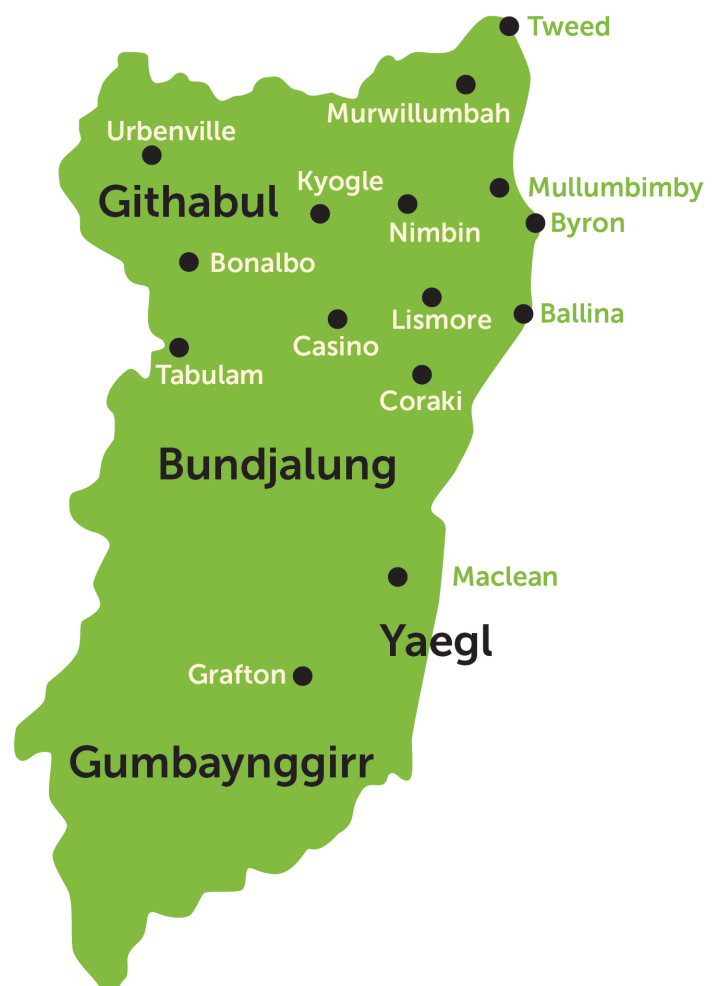 Tweed
Murwillumbah
Urbenville
Kyogle
Mullumbimby
Githabul
Byron
Nimbin
Bonalbo
Ballina
Lismore
Casino
Tabulam
Coraki
Bundjalung
Maclean
Yaegl
Grafton
Gumbaynggirr